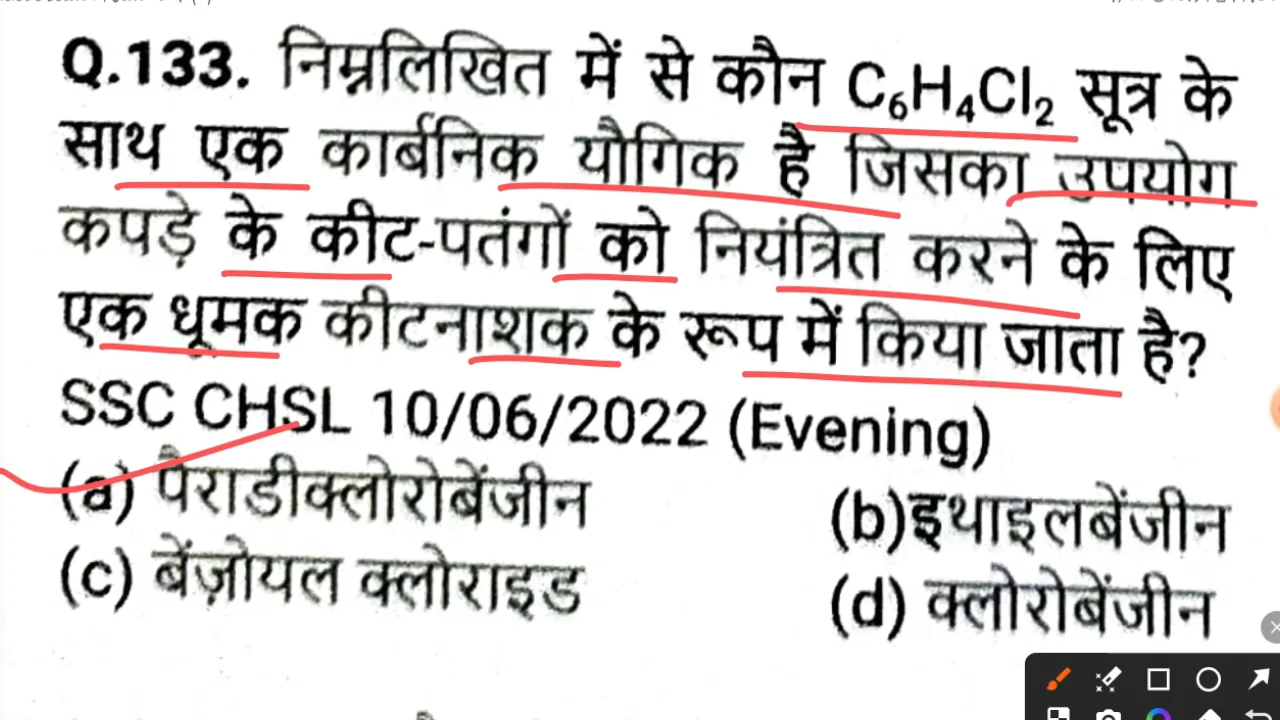 Q.133. निम्नलिखित में से कौन C₆H₄Cl₂ सूत्र के
साथ एक कार्बनिक यौगिक है जिसका उपयोग
कपड़े के कीट-पतंगों को नियंत्रित करने के लिए
एक धूमक कीटनाशक के रूप में किया जाता है?
SSC CHSL 10/06/2022 (Evening)
(a) पैराडीक्लोरोबेंजीन (b)इथाइलबेंजीन
(c) बेंज़ोयल क्लोराइड (d) क्लोरोबेंजीन